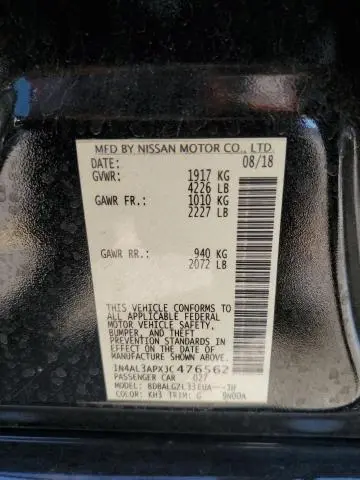 MFD BY NISSAN MOTOR CO., LTD.
DATE: 08/18
GVWR: 1917 KG
4226 LB
GAWR FR.: 1010 KG
2227 LB
GAWR RR.: 940 KG
2072 LB
THIS VEHICLE CONFORMS TO
ALL APPLICABLE FEDERAL
MOTOR VEHICLE SAFETY,
BUMPER, AND THEFT
PREVENTION STANDARDS IN
EFFECT ON THE DATE OF
MANUFACTURE SHOWN ABOVE.
1N4AL3APXJC476562
PASSENGER CAR 027
MODEL:
COLOR: KH3 TRIM: G